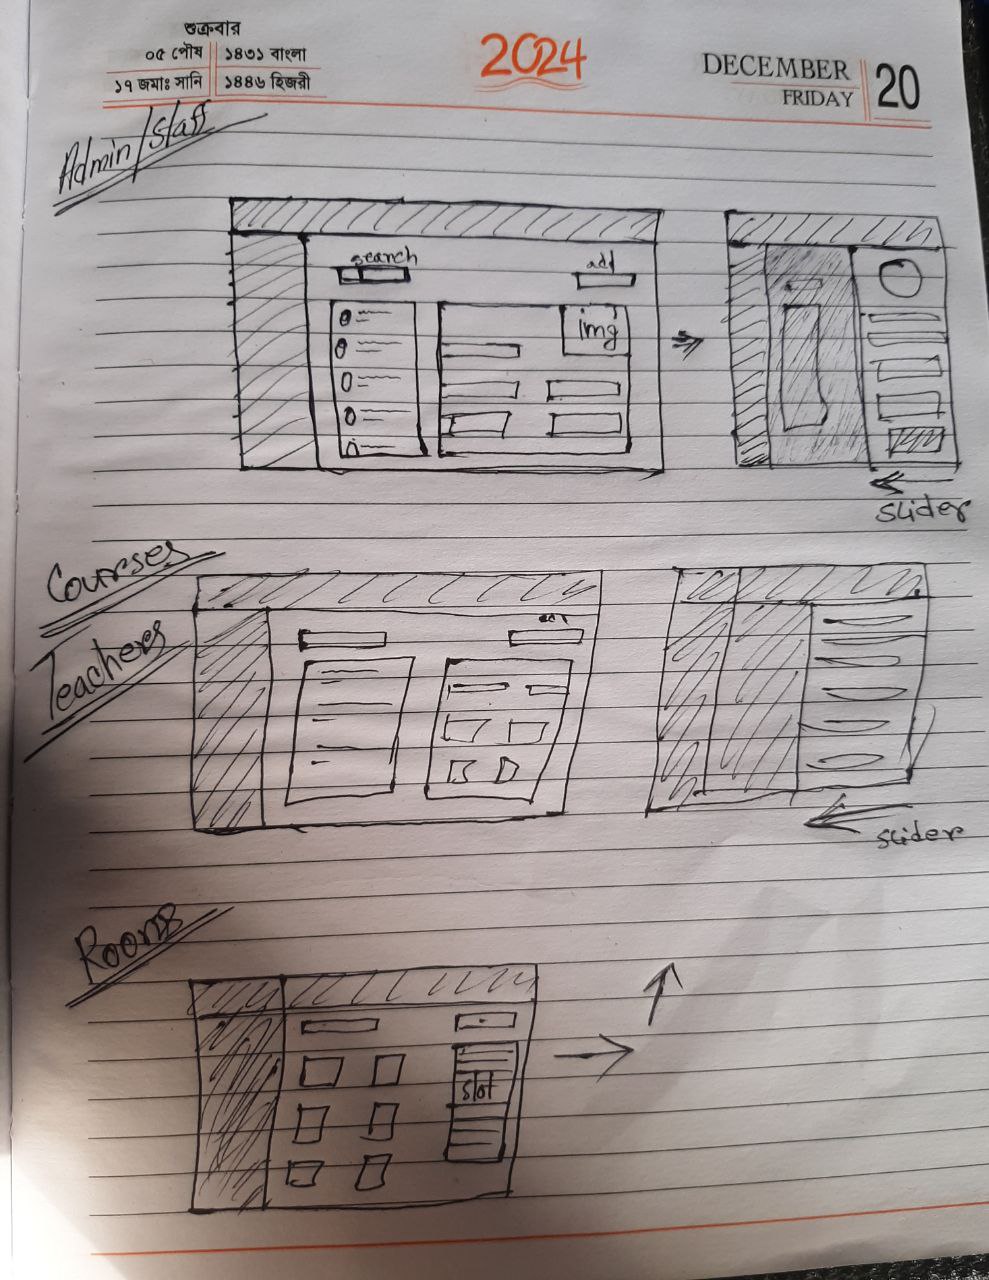 শুক্রবার
০৫ পৌষ ১৪৩১ বাংলা
১৭ জমাঃ সানি ১৪৪৬ হিজরী
2024
DECEMBER
FRIDAY
20
Admin/Staff
search
add
img
slider
Courses
Teachers
slider
Rooms
slot